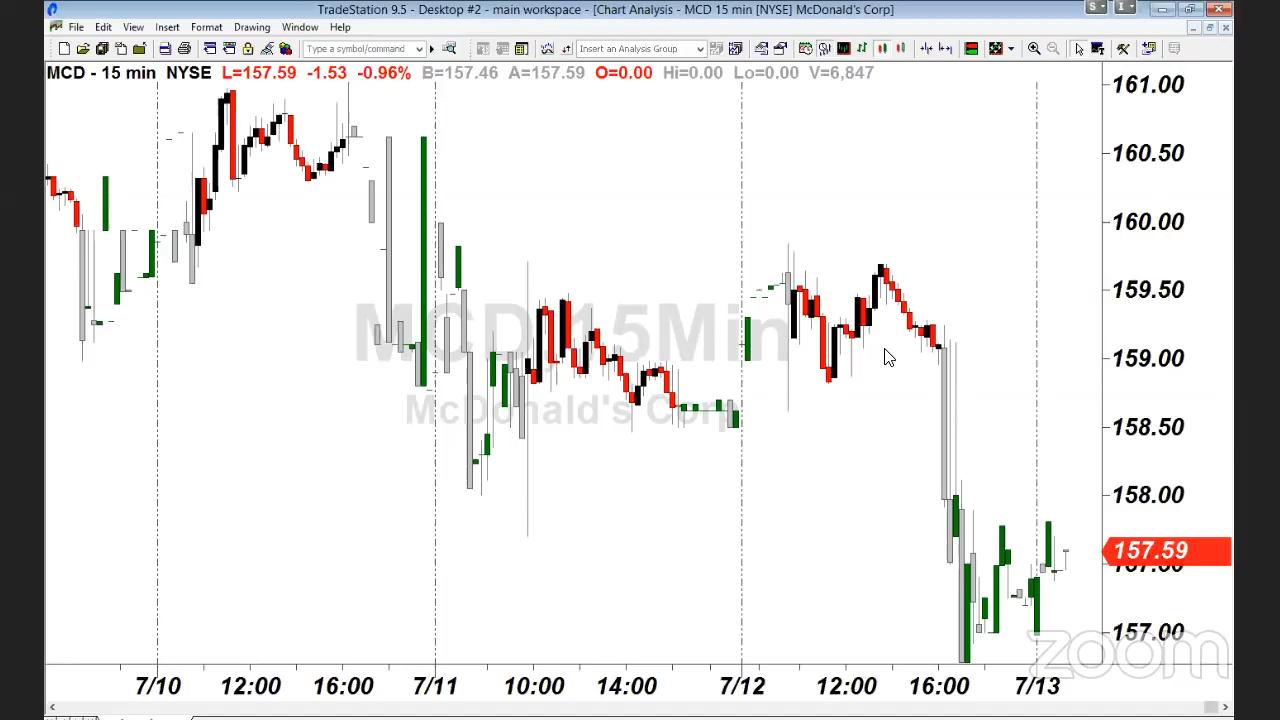 TradeStation 9.5 - Desktop #2 - main workspace - [Chart Analysis - MCD 15 min [NYSE] McDonald's Corp]
S
I
File Edit View Insert Format Drawing Window Help
Type a symbol/command
Insert an Analysis Group
MCD - 15 min NYSE L=157.59 -1.53 -0.96% B=157.46 A=157.59 O=0.00 Hi=0.00 Lo=0.00 V=6,847
161.00
160.50
160.00
159.50
MCD,15Min
159.00
McDonald's Corp
158.50
158.00
157.59
157.00
zoom
7/10 12:00 16:00 7/11 10:00 14:00 7/12 12:00 16:00 7/13